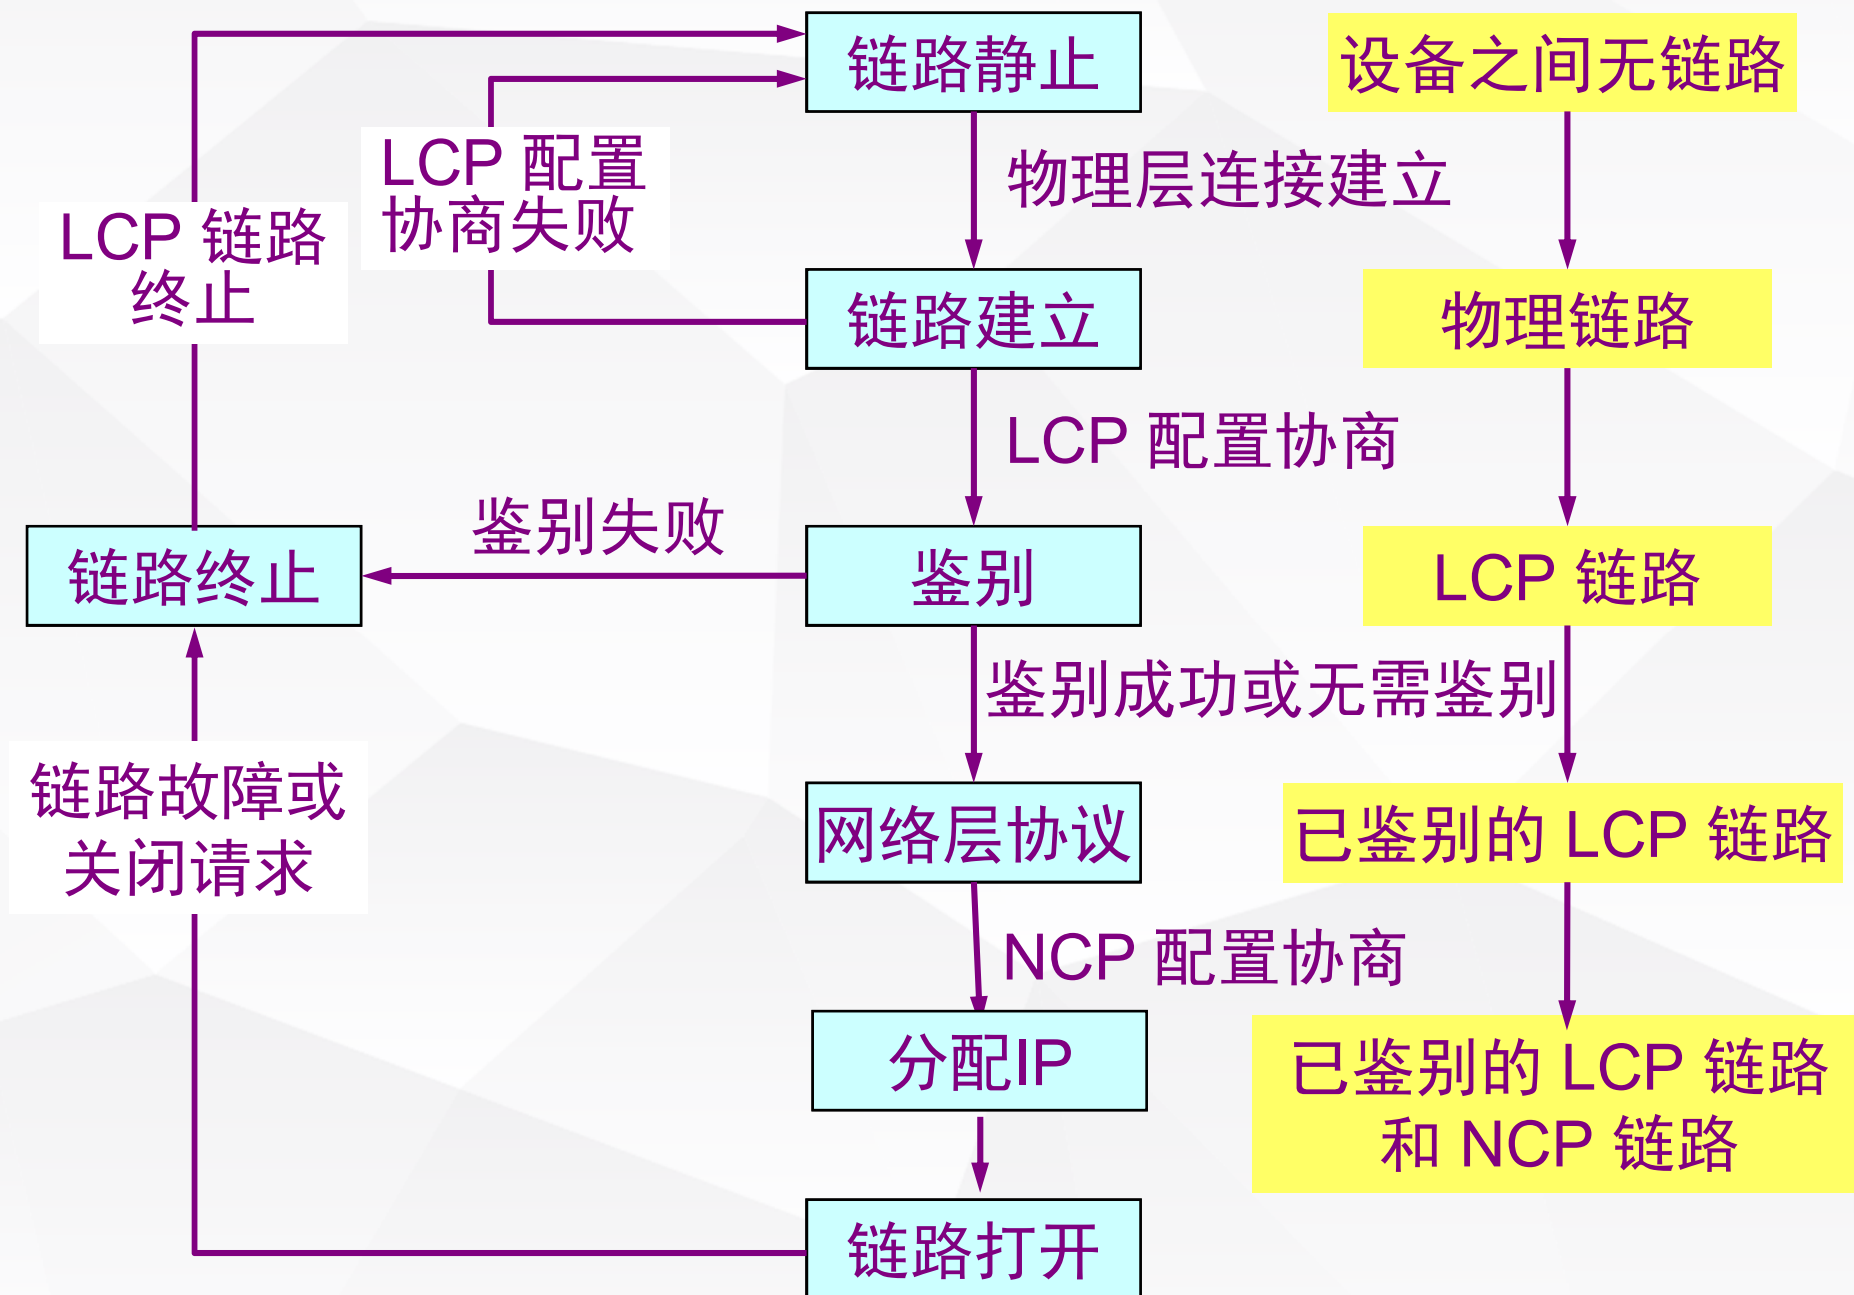 链路静止
设备之间无链路
LCP 配置
协商失败
物理层连接建立
LCP 链路
终止
链路建立
物理链路
LCP 配置协商
鉴别失败
链路终止
鉴别
LCP 链路
鉴别成功或无需鉴别
链路故障或
关闭请求
网络层协议
已鉴别的 LCP 链路
NCP 配置协商
分配IP
已鉴别的 LCP 链路
和 NCP 链路
链路打开